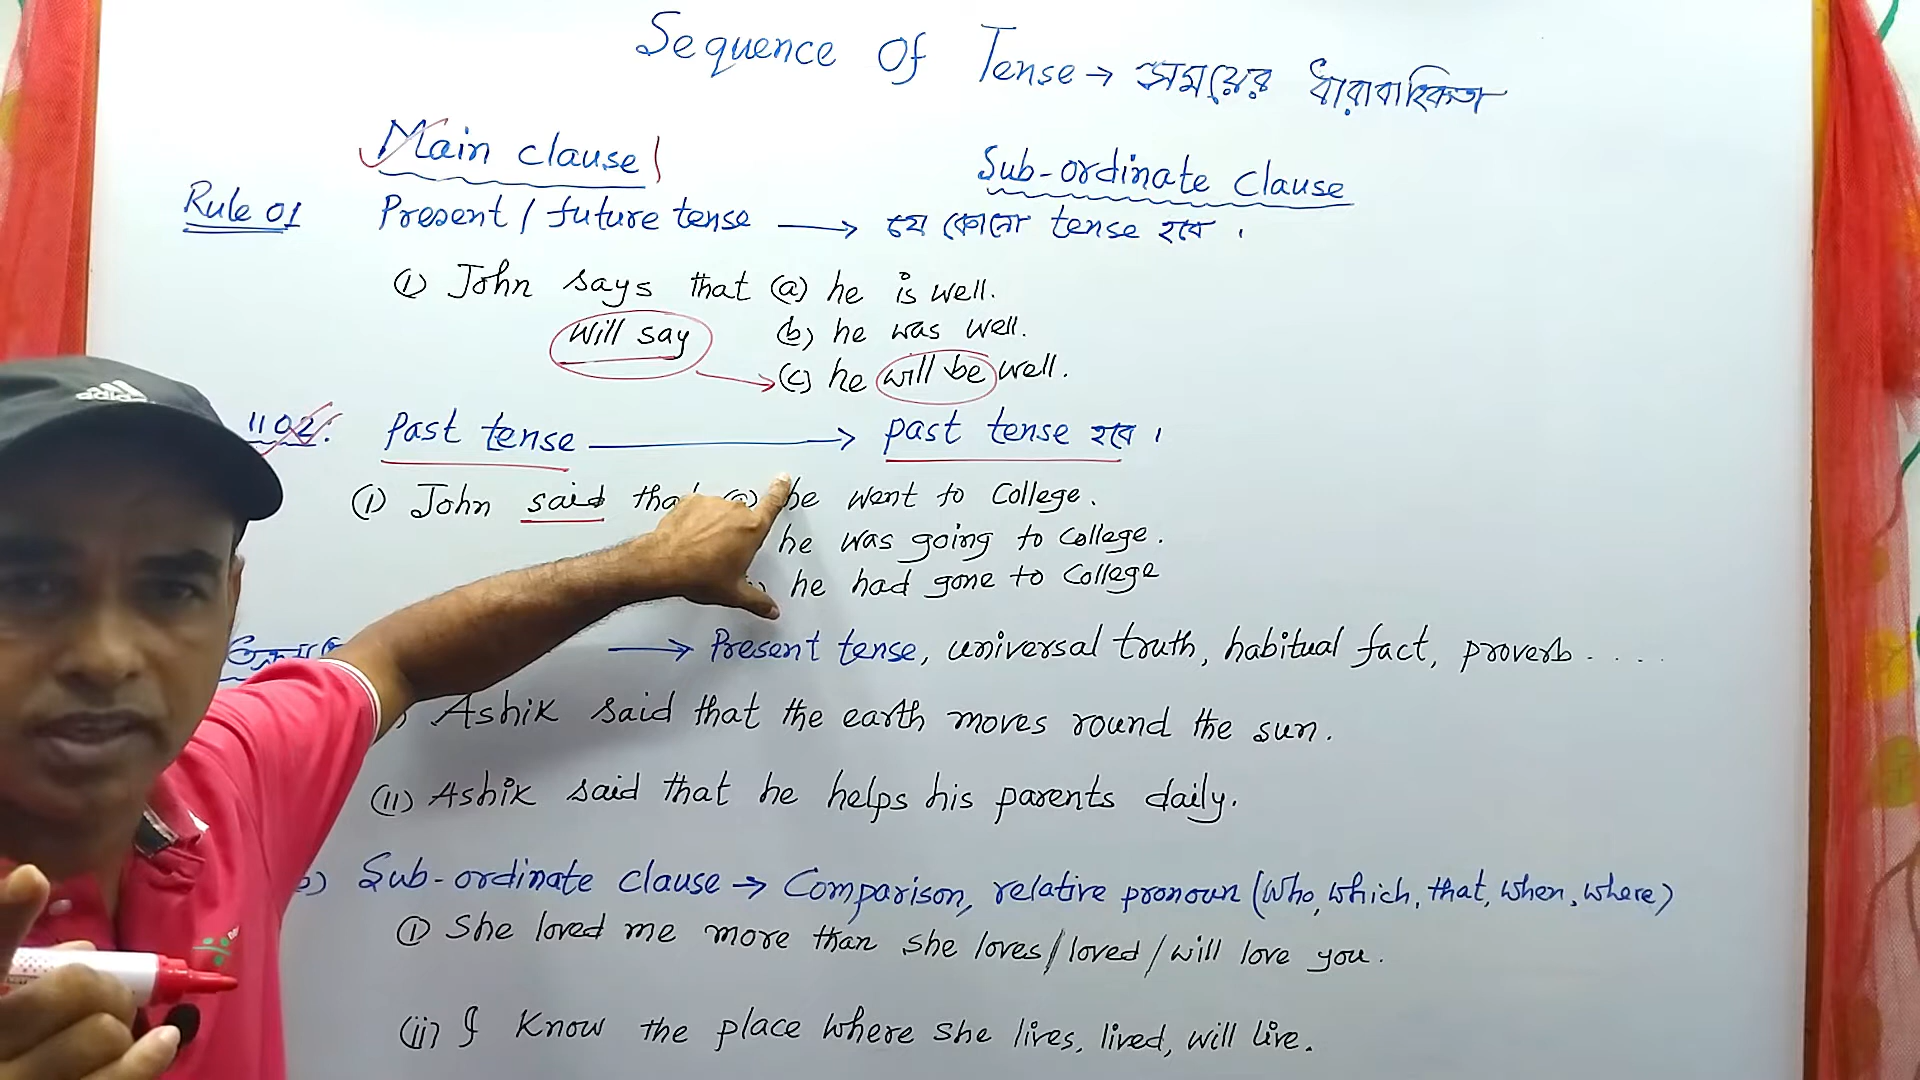 Sequence Of Tense → সময়ের ধারাবাহিকতা
Main clause
Sub-ordinate Clause
Rule 01 Present / future tense → যে কোনো tense হবে।
(i) John says that (a) he is well.
will say (b) he was well.
(c) he will be well.
"02: Past tense → past tense হবে।
(i) John said that (a) he went to College.
he was going to College.
he had gone to College
→ Present tense, universal truth, habitual fact, proverb.....
Ashik said that the earth moves round the sun.
(ii) Ashik said that he helps his parents daily.
Sub-ordinate clause → Comparison, relative pronoun (who, which, that, when, where)
(i) She loved me more than she loves/loved/will love you.
(ii) I know the place where she lives, lived, will live.
adidas